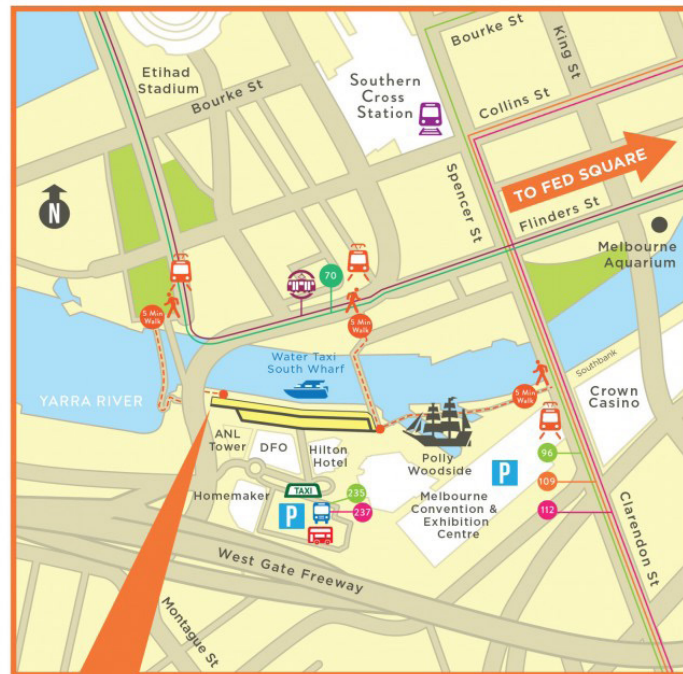 Bourke St
King St
Etihad
Stadium
Bourke St
Southern
Cross
Station
Collins St
TO FED SQUARE
Spencer St
Flinders St
N
Melbourne
Aquarium
70
5 Min
Walk
5 Min
Walk
Water Taxi
South Wharf
Southbank
YARRA RIVER
5 Min
Walk
Crown
Casino
ANL
Tower
DFO
Hilton
Hotel
Polly
Woodside
96
TAXI
P
235
Homemaker
P
237
Melbourne
Convention &
Exhibition
Centre
109
112
Clarendon St
West Gate Freeway
Montague St